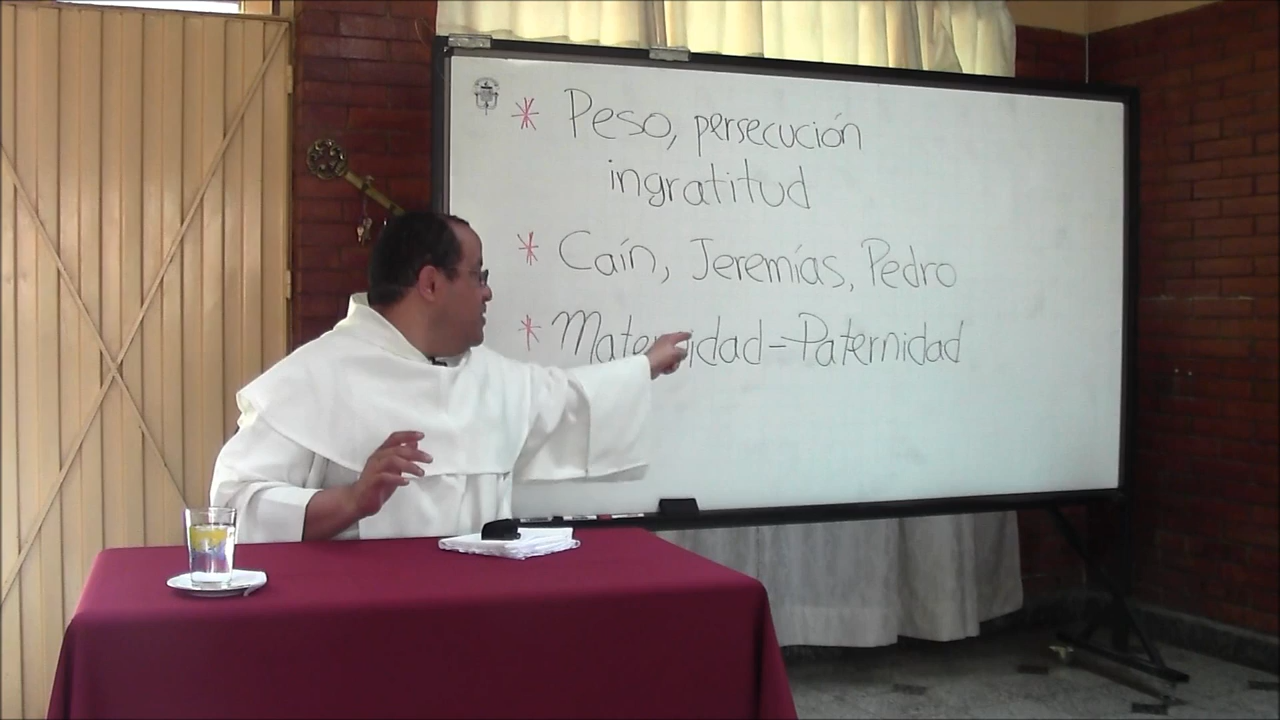 * Peso, persecución
ingratitud
* Caín, Jeremías, Pedro
* Maternidad-Paternidad